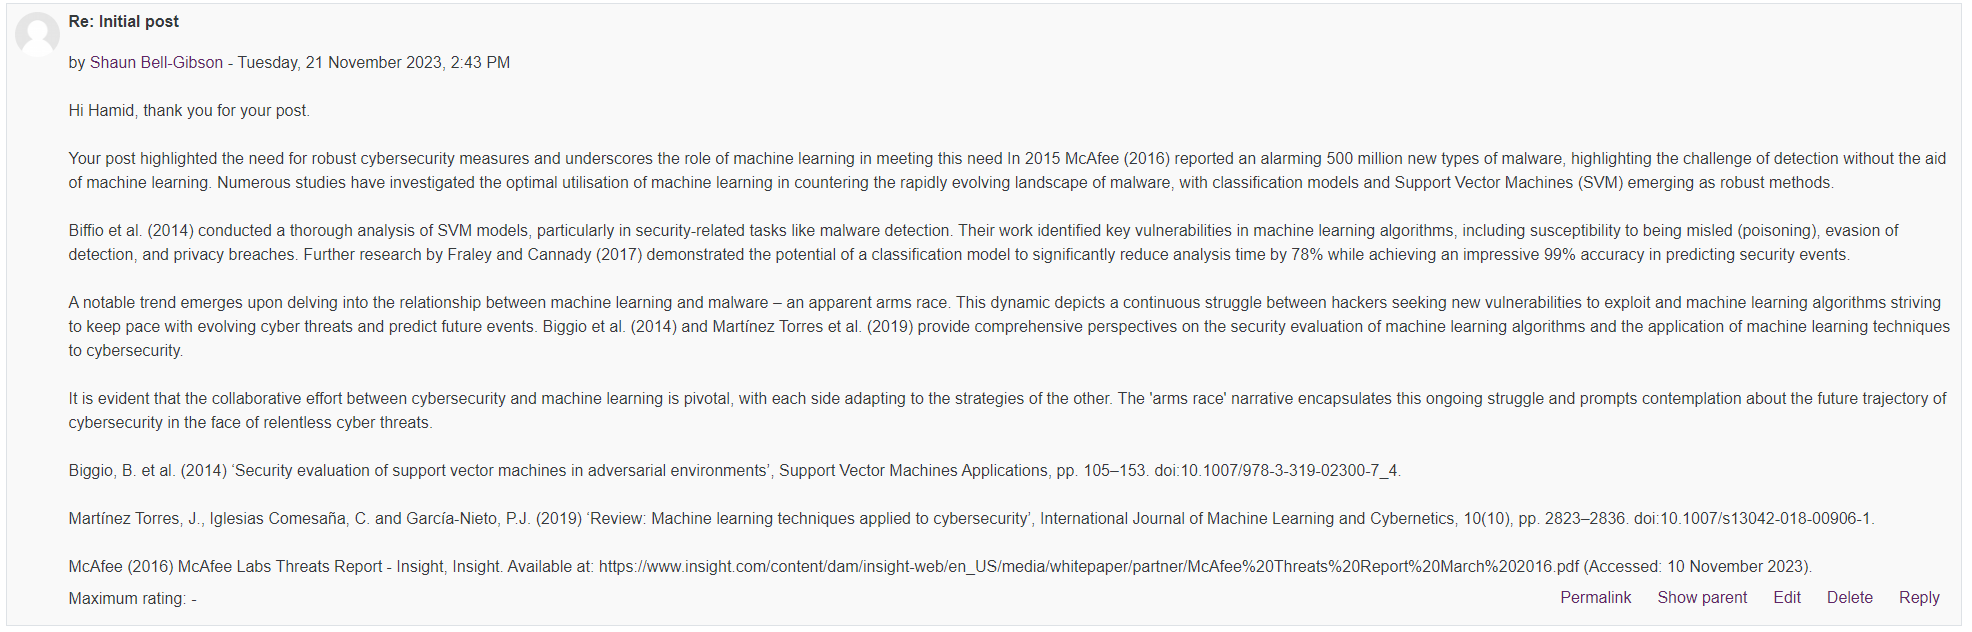 Re: Initial post
by Shaun Bell-Gibson - Tuesday, 21 November 2023, 2:43 PM
Hi Hamid, thank you for your post.
Your post highlighted the need for robust cybersecurity measures and underscores the role of machine learning in meeting this need In 2015 McAfee (2016) reported an alarming 500 million new types of malware, highlighting the challenge of detection without the aid
of machine learning. Numerous studies have investigated the optimal utilisation of machine learning in countering the rapidly evolving landscape of malware, with classification models and Support Vector Machines (SVM) emerging as robust methods.
Biffio et al. (2014) conducted a thorough analysis of SVM models, particularly in security-related tasks like malware detection. Their work identified key vulnerabilities in machine learning algorithms, including susceptibility to being misled (poisoning), evasion of
detection, and privacy breaches. Further research by Fraley and Cannady (2017) demonstrated the potential of a classification model to significantly reduce analysis time by 78% while achieving an impressive 99% accuracy in predicting security events.
A notable trend emerges upon delving into the relationship between machine learning and malware – an apparent arms race. This dynamic depicts a continuous struggle between hackers seeking new vulnerabilities to exploit and machine learning algorithms striving
to keep pace with evolving cyber threats and predict future events. Biggio et al. (2014) and Martínez Torres et al. (2019) provide comprehensive perspectives on the security evaluation of machine learning algorithms and the application of machine learning techniques
to cybersecurity.
It is evident that the collaborative effort between cybersecurity and machine learning is pivotal, with each side adapting to the strategies of the other. The 'arms race' narrative encapsulates this ongoing struggle and prompts contemplation about the future trajectory of
cybersecurity in the face of relentless cyber threats.
Biggio, B. et al. (2014) ‘Security evaluation of support vector machines in adversarial environments’, Support Vector Machines Applications, pp. 105–153. doi:10.1007/978-3-319-02300-7_4.
Martínez Torres, J., Iglesias Comesaña, C. and García-Nieto, P.J. (2019) ‘Review: Machine learning techniques applied to cybersecurity’, International Journal of Machine Learning and Cybernetics, 10(10), pp. 2823–2836. doi:10.1007/s13042-018-00906-1.
McAfee (2016) McAfee Labs Threats Report - Insight, Insight. Available at: https://www.insight.com/content/dam/insight-web/en_US/media/whitepaper/partner/McAfee%20Threats%20Report%20March%202016.pdf (Accessed: 10 November 2023).
Maximum rating: -
Permalink Show parent Edit Delete Reply